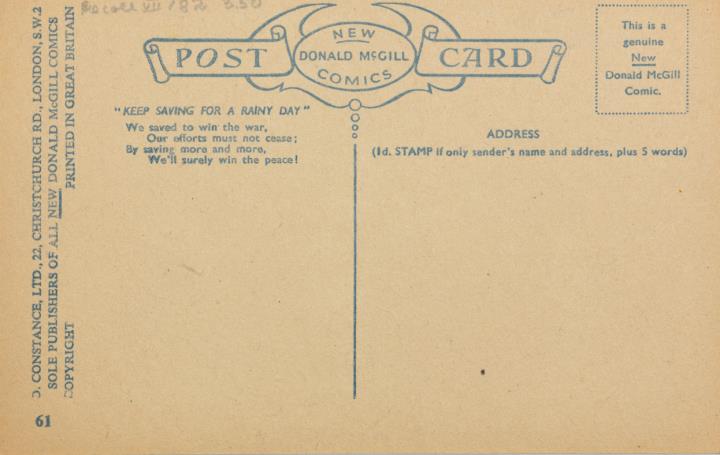 NEW
POST DONALD McGILL CARD
COMICS
This is a
genuine
New
Donald McGill
Comic.
"KEEP SAVING FOR A RAINY DAY"
We saved to win the war,
Our efforts must not cease;
By saving more and more,
We'll surely win the peace!
ADDRESS
(1d. STAMP if only sender's name and address, plus 5 words)
D. CONSTANCE, LTD., 22, CHRISTCHURCH RD., LONDON, S.W.2
SOLE PUBLISHERS OF ALL NEW DONALD McGILL COMICS
COPYRIGHT PRINTED IN GREAT BRITAIN
61